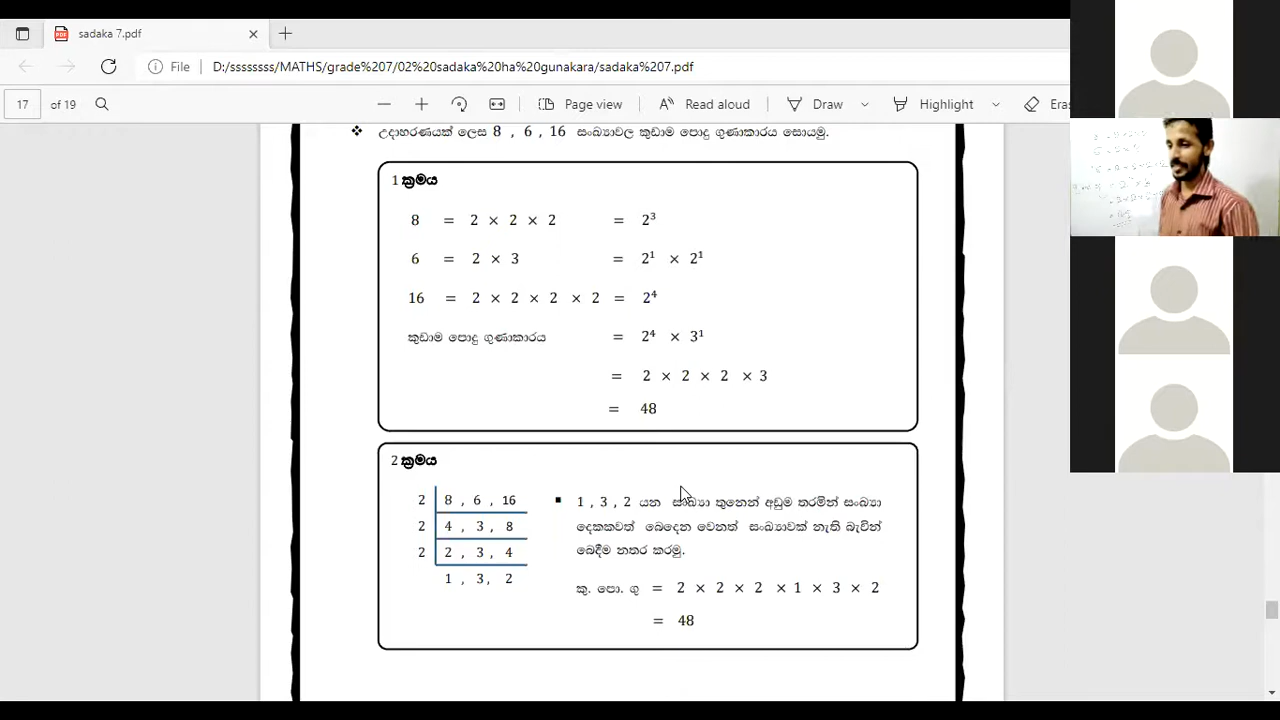 sadaka 7.pdf
File D:/ssssssss/MATHS/grade%207/02%20sadaka%20ha%20gunakara/sadaka%207.pdf
17 of 19 Page view Read aloud Draw Highlight Eras
❖ උදාහරණයක් ලෙස 8 , 6 , 16 සංඛ්‍යාවල කුඩාම පොදු ගුණාකාරය සොයමු.
1 ක්‍රමය
8 = 2 × 2 × 2 = 2³
6 = 2 × 3 = 2¹ × 2¹
16 = 2 × 2 × 2 × 2 = 2⁴
කුඩාම පොදු ගුණාකාරය = 2⁴ × 3¹
= 2 × 2 × 2 × 3
= 48
2 ක්‍රමය
2 8 , 6 , 16
2 4 , 3 , 8
2 2 , 3 , 4
1 , 3 , 2
▪ 1 , 3 , 2 යන සංඛ්‍යා තුනෙන් අඩුම තරමින් සංඛ්‍යා
දෙකකවත් බෙදෙන වෙනත් සංඛ්‍යාවක් නැති බැවින්
බෙදීම නතර කරමු.
කු. පො. ගු = 2 × 2 × 2 × 1 × 3 × 2
= 48